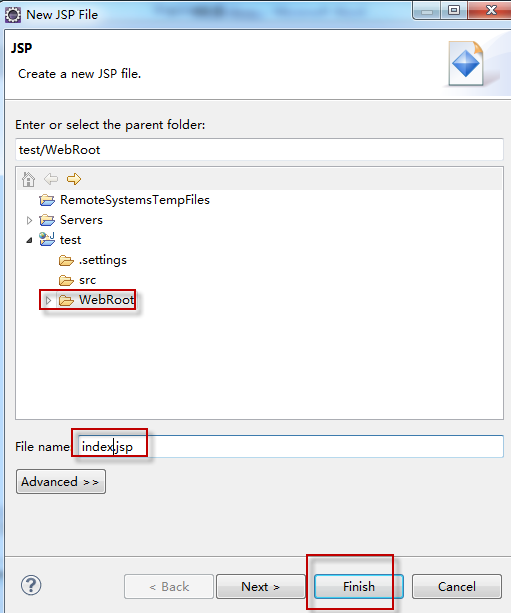 New JSP File
JSP
Create a new JSP file.
Enter or select the parent folder:
test/WebRoot
RemoteSystemsTempFiles
Servers
test
.settings
src
WebRoot
File name: index.jsp
Advanced >>
< Back Next > Finish Cancel